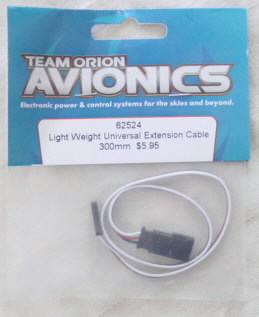 TEAM ORION
AVIONICS
Electronic power & control systems for the skies and beyond.
62524
Light Weight Universal Extension Cable
300mm $5.95